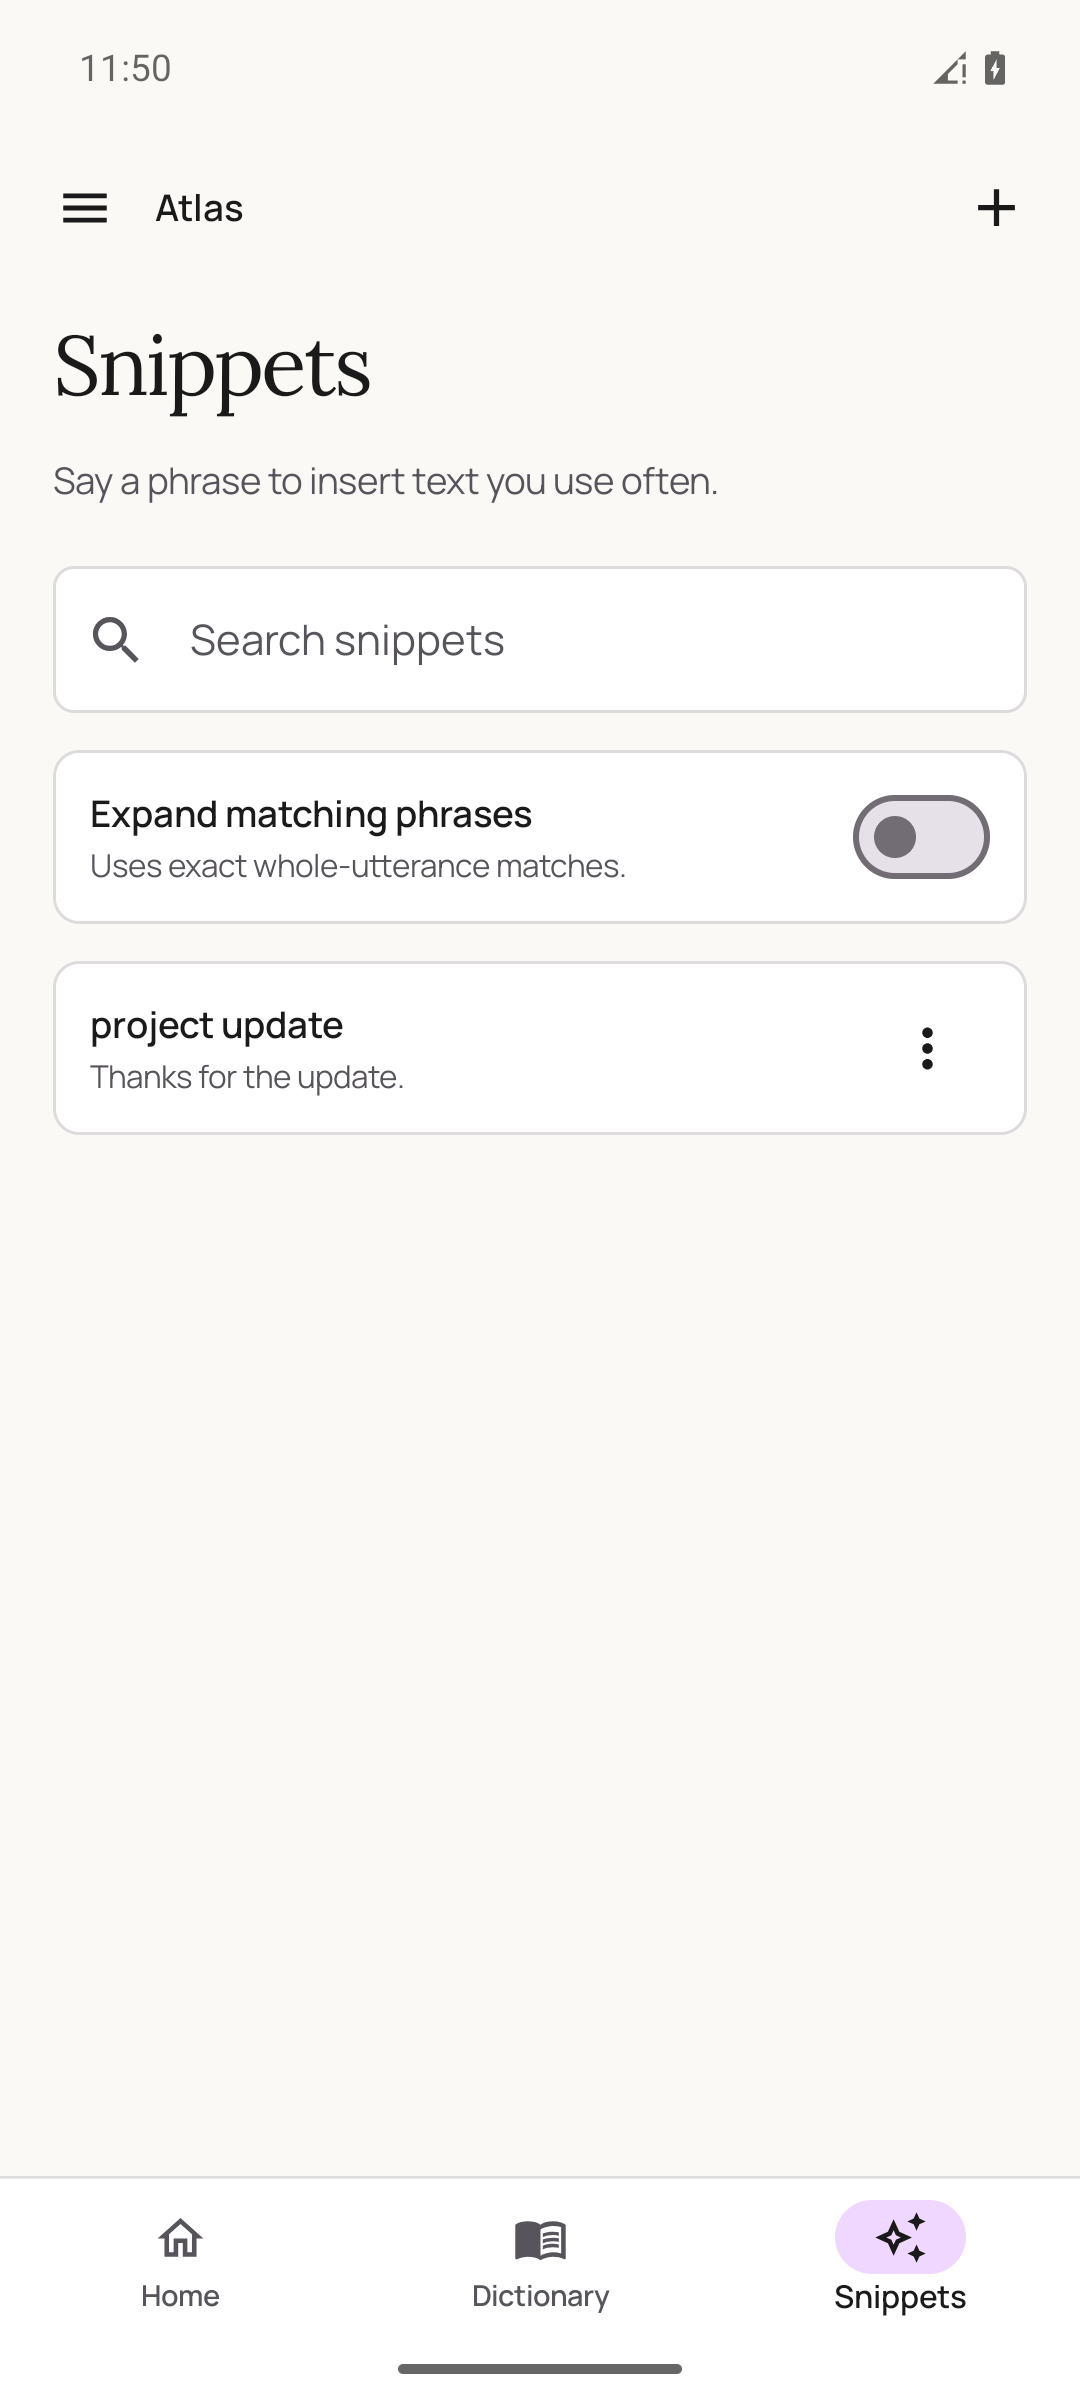 11:50
Atlas
Snippets
Say a phrase to insert text you use often.
Search snippets
Expand matching phrases
Uses exact whole-utterance matches.
project update
Thanks for the update.
Home
Dictionary
Snippets